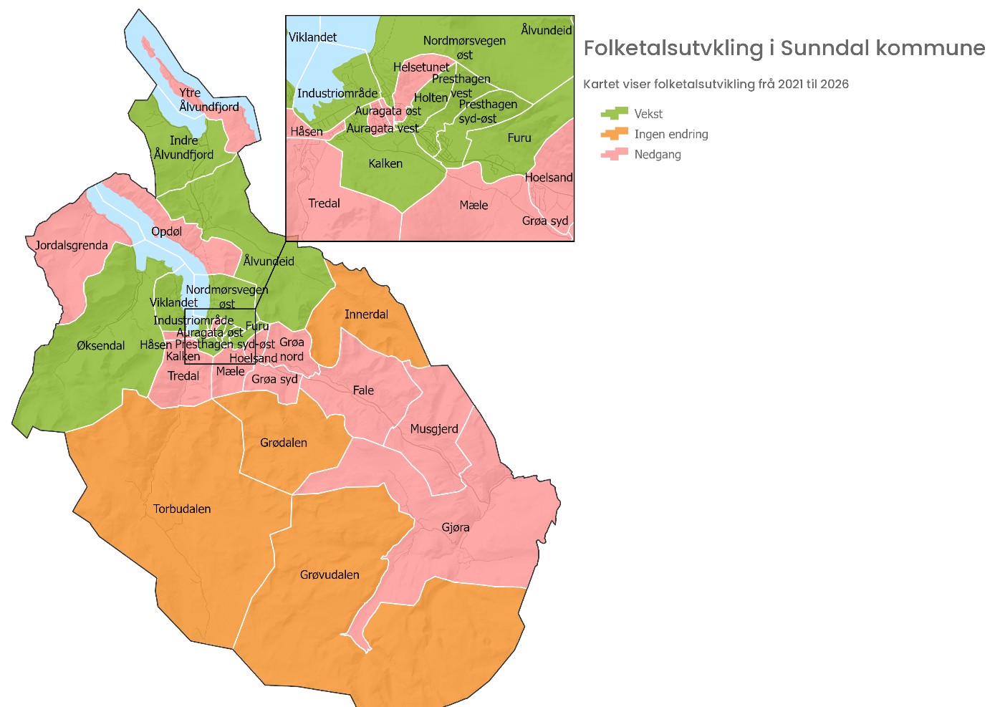 Folketalsutvkling i Sunndal kommune
Kartet viser folketalsutvikling frå 2021 til 2026
Vekst
Ingen endring
Nedgang
Viklandet
Ålvundeid
Nordmørsvegen
øst
Helsetunet
Presthagen
vest
Industriområde
Holten
Presthagen
syd-øst
Auragata øst
Håsen
Auragata vest
Furu
Kalken
Hoelsand
Tredal
Mæle
Grøa syd
Ytre
Ålvundfjord
Indre
Ålvundfjord
Opdøl
Jordalsgrenda
Ålvundeid
Nordmørsvegen
øst
Viklandet
Innerdal
Industriområde
Furu
Auragata øst
Øksendal
Håsen
Presthagen syd-øst
Grøa
nord
Kalken
Hoelsand
Tredal
Mæle
Grøa syd
Fale
Musgjerd
Grødalen
Torbudalen
Gjøra
Grøvudalen